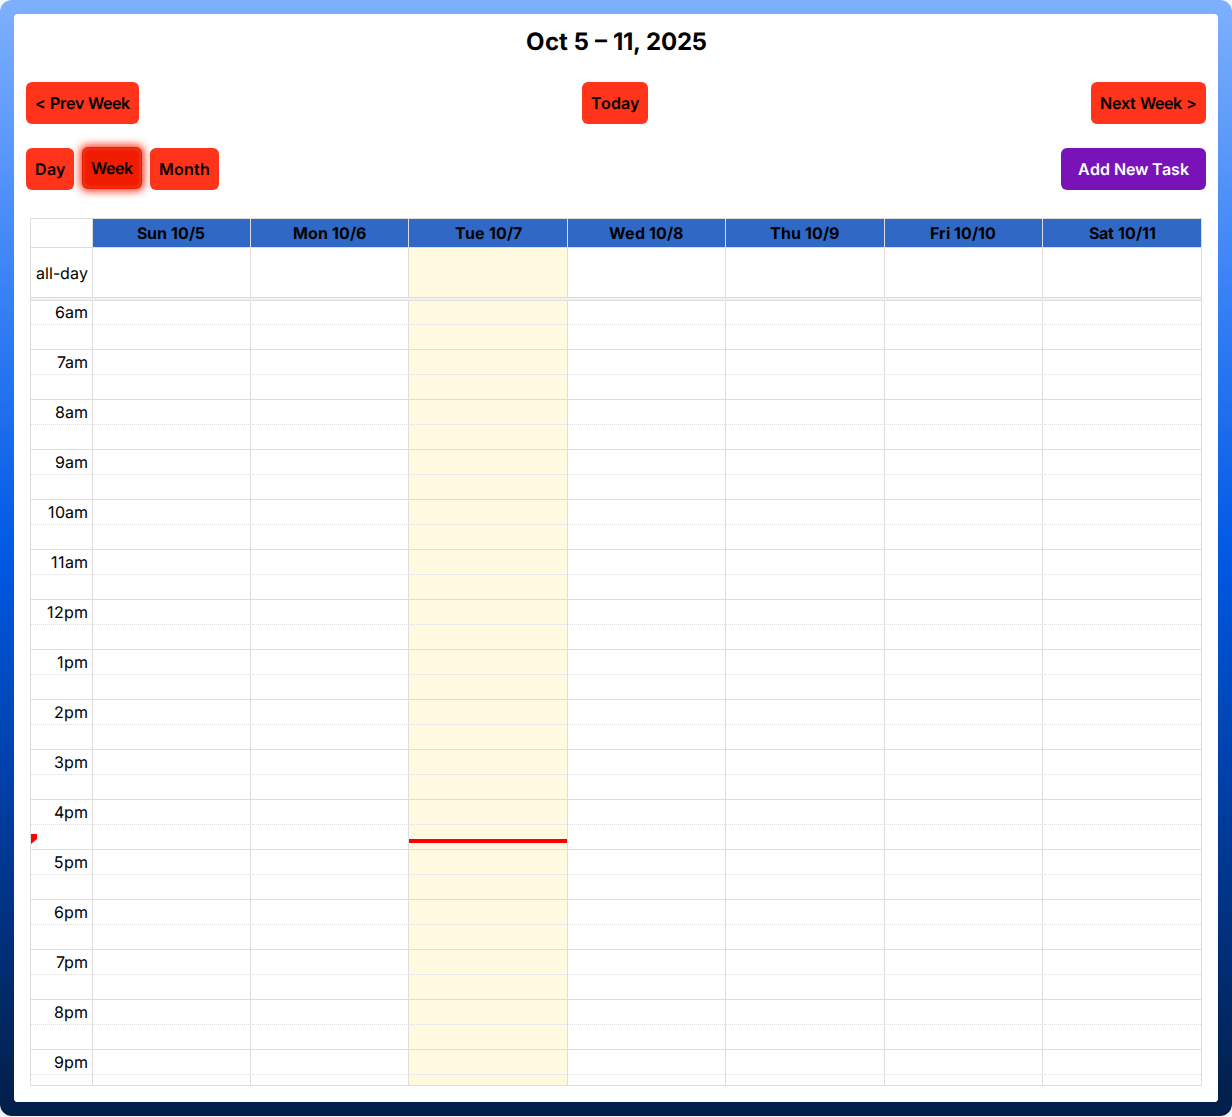 Oct 5 – 11, 2025
< Prev Week Today Next Week >
Day Week Month Add New Task
Sun 10/5 Mon 10/6 Tue 10/7 Wed 10/8 Thu 10/9 Fri 10/10 Sat 10/11
all-day
6am
7am
8am
9am
10am
11am
12pm
1pm
2pm
3pm
4pm
5pm
6pm
7pm
8pm
9pm